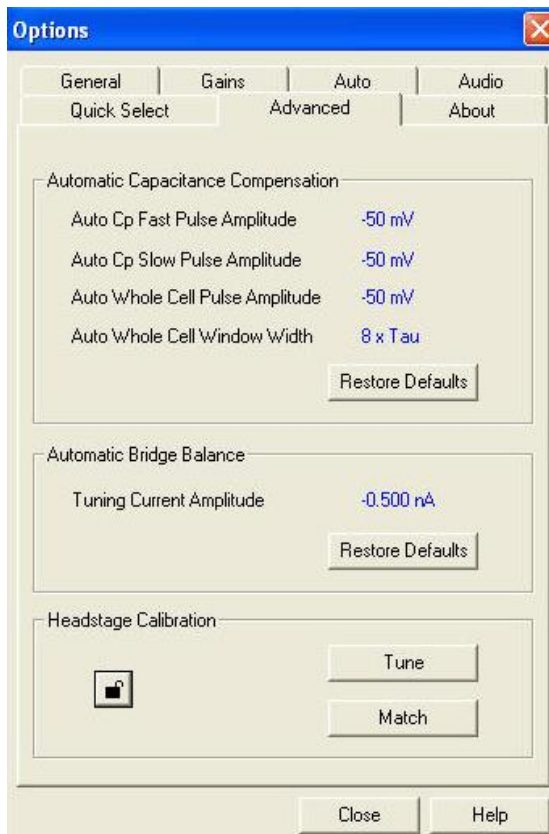 Options
General Gains Auto Audio
Quick Select Advanced About
Automatic Capacitance Compensation
Auto Cp Fast Pulse Amplitude -50 mV
Auto Cp Slow Pulse Amplitude -50 mV
Auto Whole Cell Pulse Amplitude -50 mV
Auto Whole Cell Window Width 8 x Tau
Restore Defaults
Automatic Bridge Balance
Tuning Current Amplitude -0.500 nA
Restore Defaults
Headstage Calibration
Tune
Match
Close Help